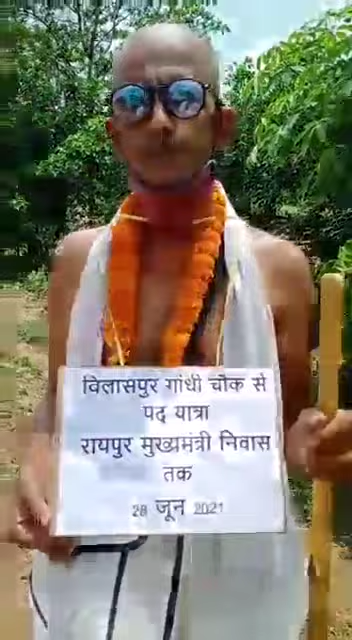 विलासपुर गांधी चौक से
पद यात्रा
रायपुर मुख्यमंत्री निवास
तक
28 जून 2021